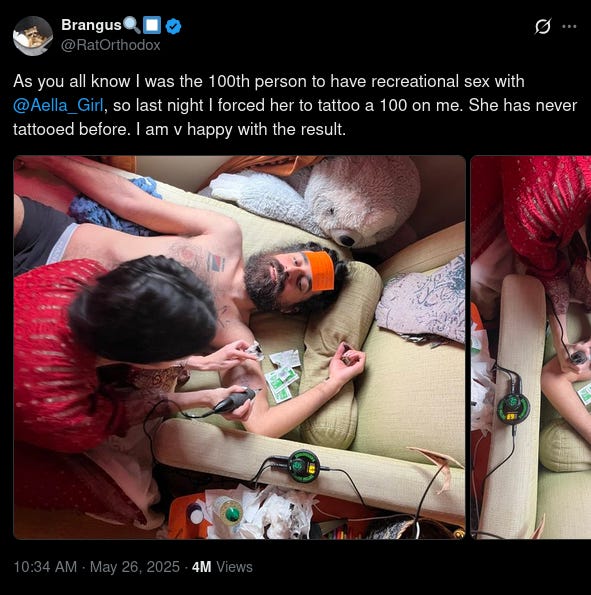 Brangus🔍⬜
@RatOrthodox
As you all know I was the 100th person to have recreational sex with
@Aella_Girl, so last night I forced her to tattoo a 100 on me. She has never
tattooed before. I am v happy with the result.
10:34 AM · May 26, 2025 · 4M Views